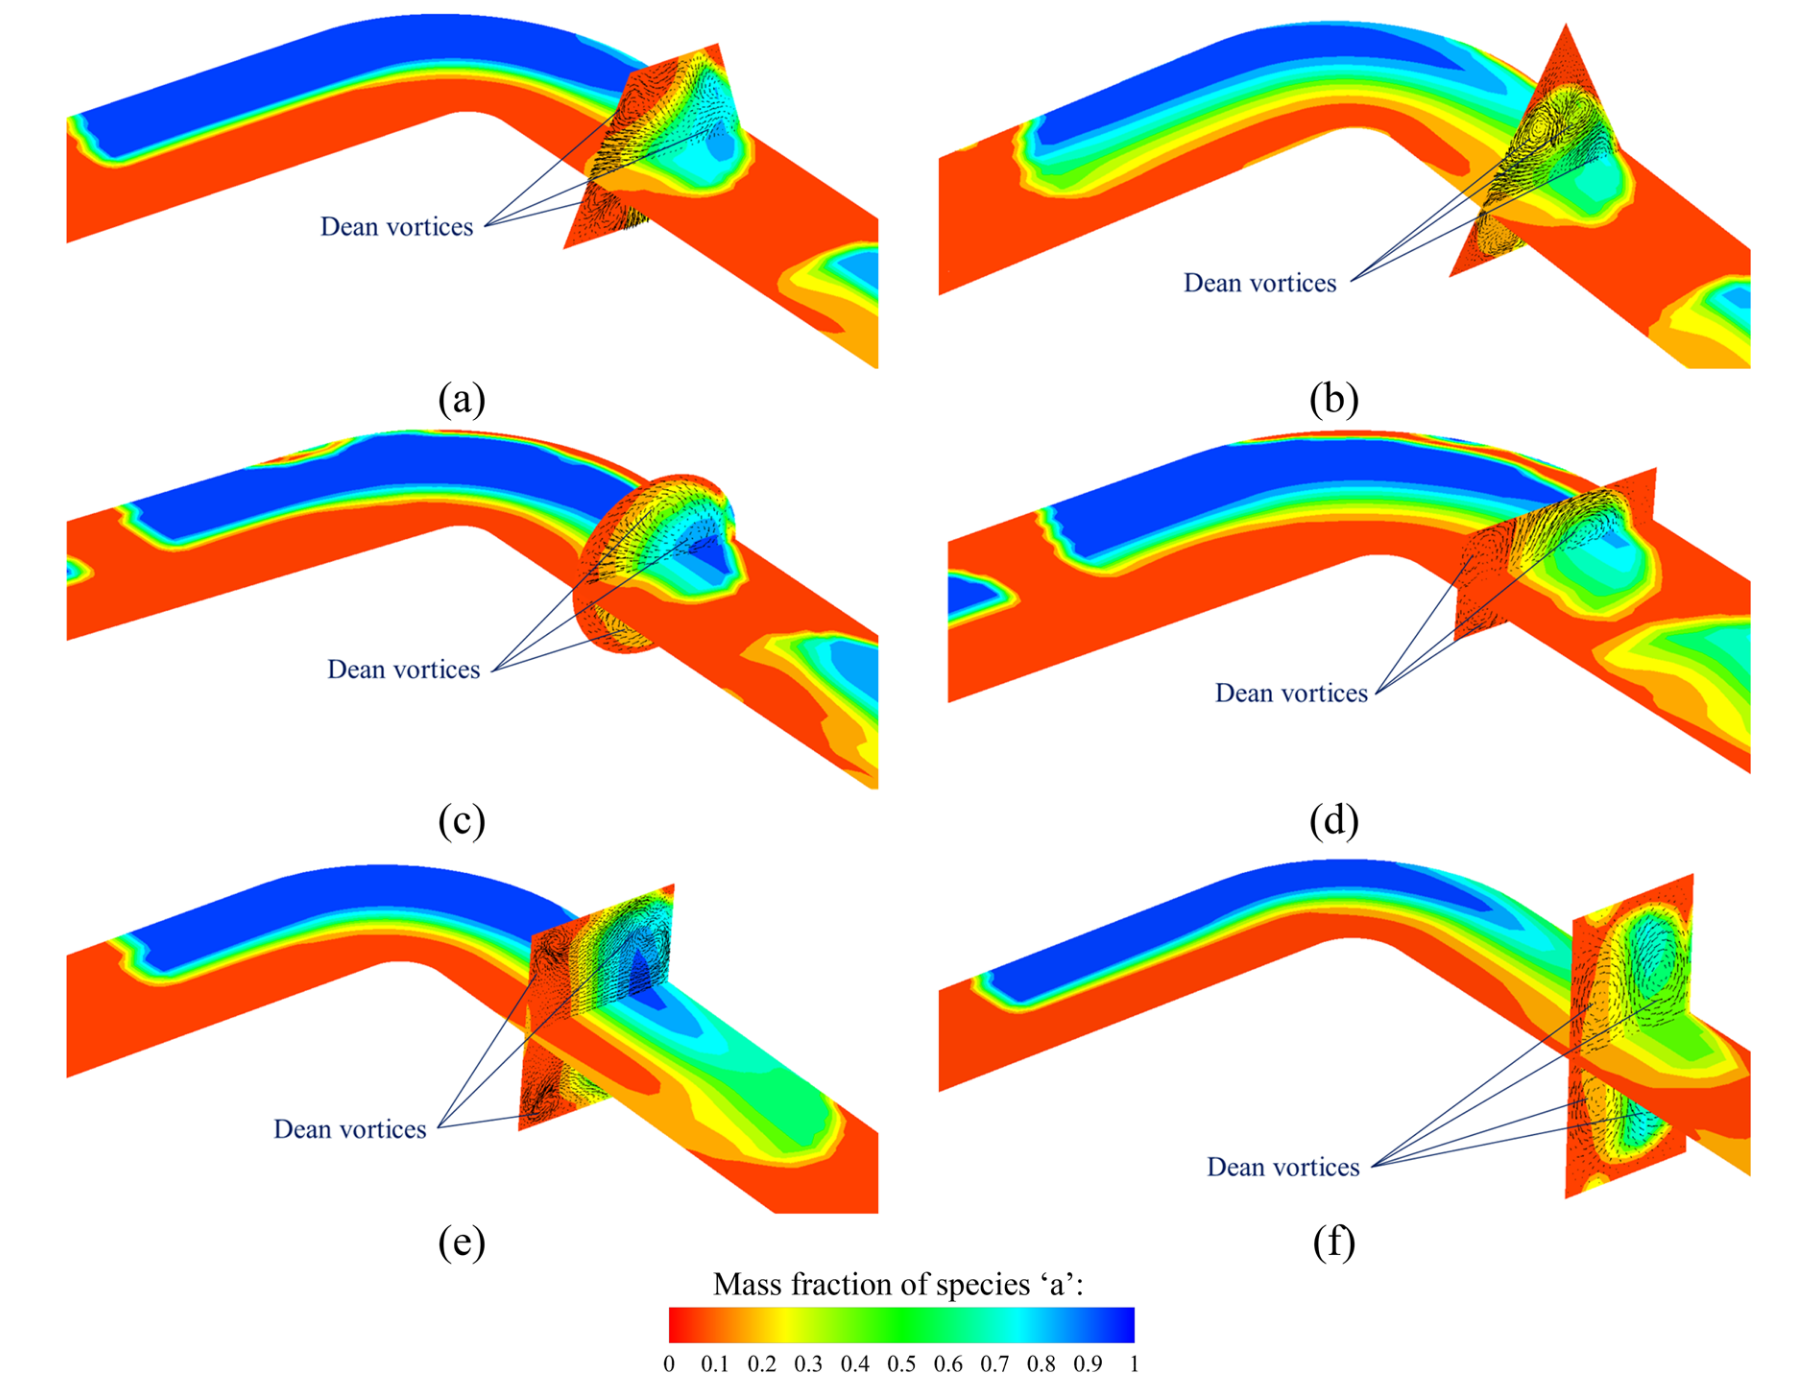 Dean vortices
Dean vortices
(a)
(b)
Dean vortices
Dean vortices
(c)
(d)
Dean vortices
Dean vortices
(e)
(f)
Mass fraction of species ‘a’:
0 0.1 0.2 0.3 0.4 0.5 0.6 0.7 0.8 0.9 1